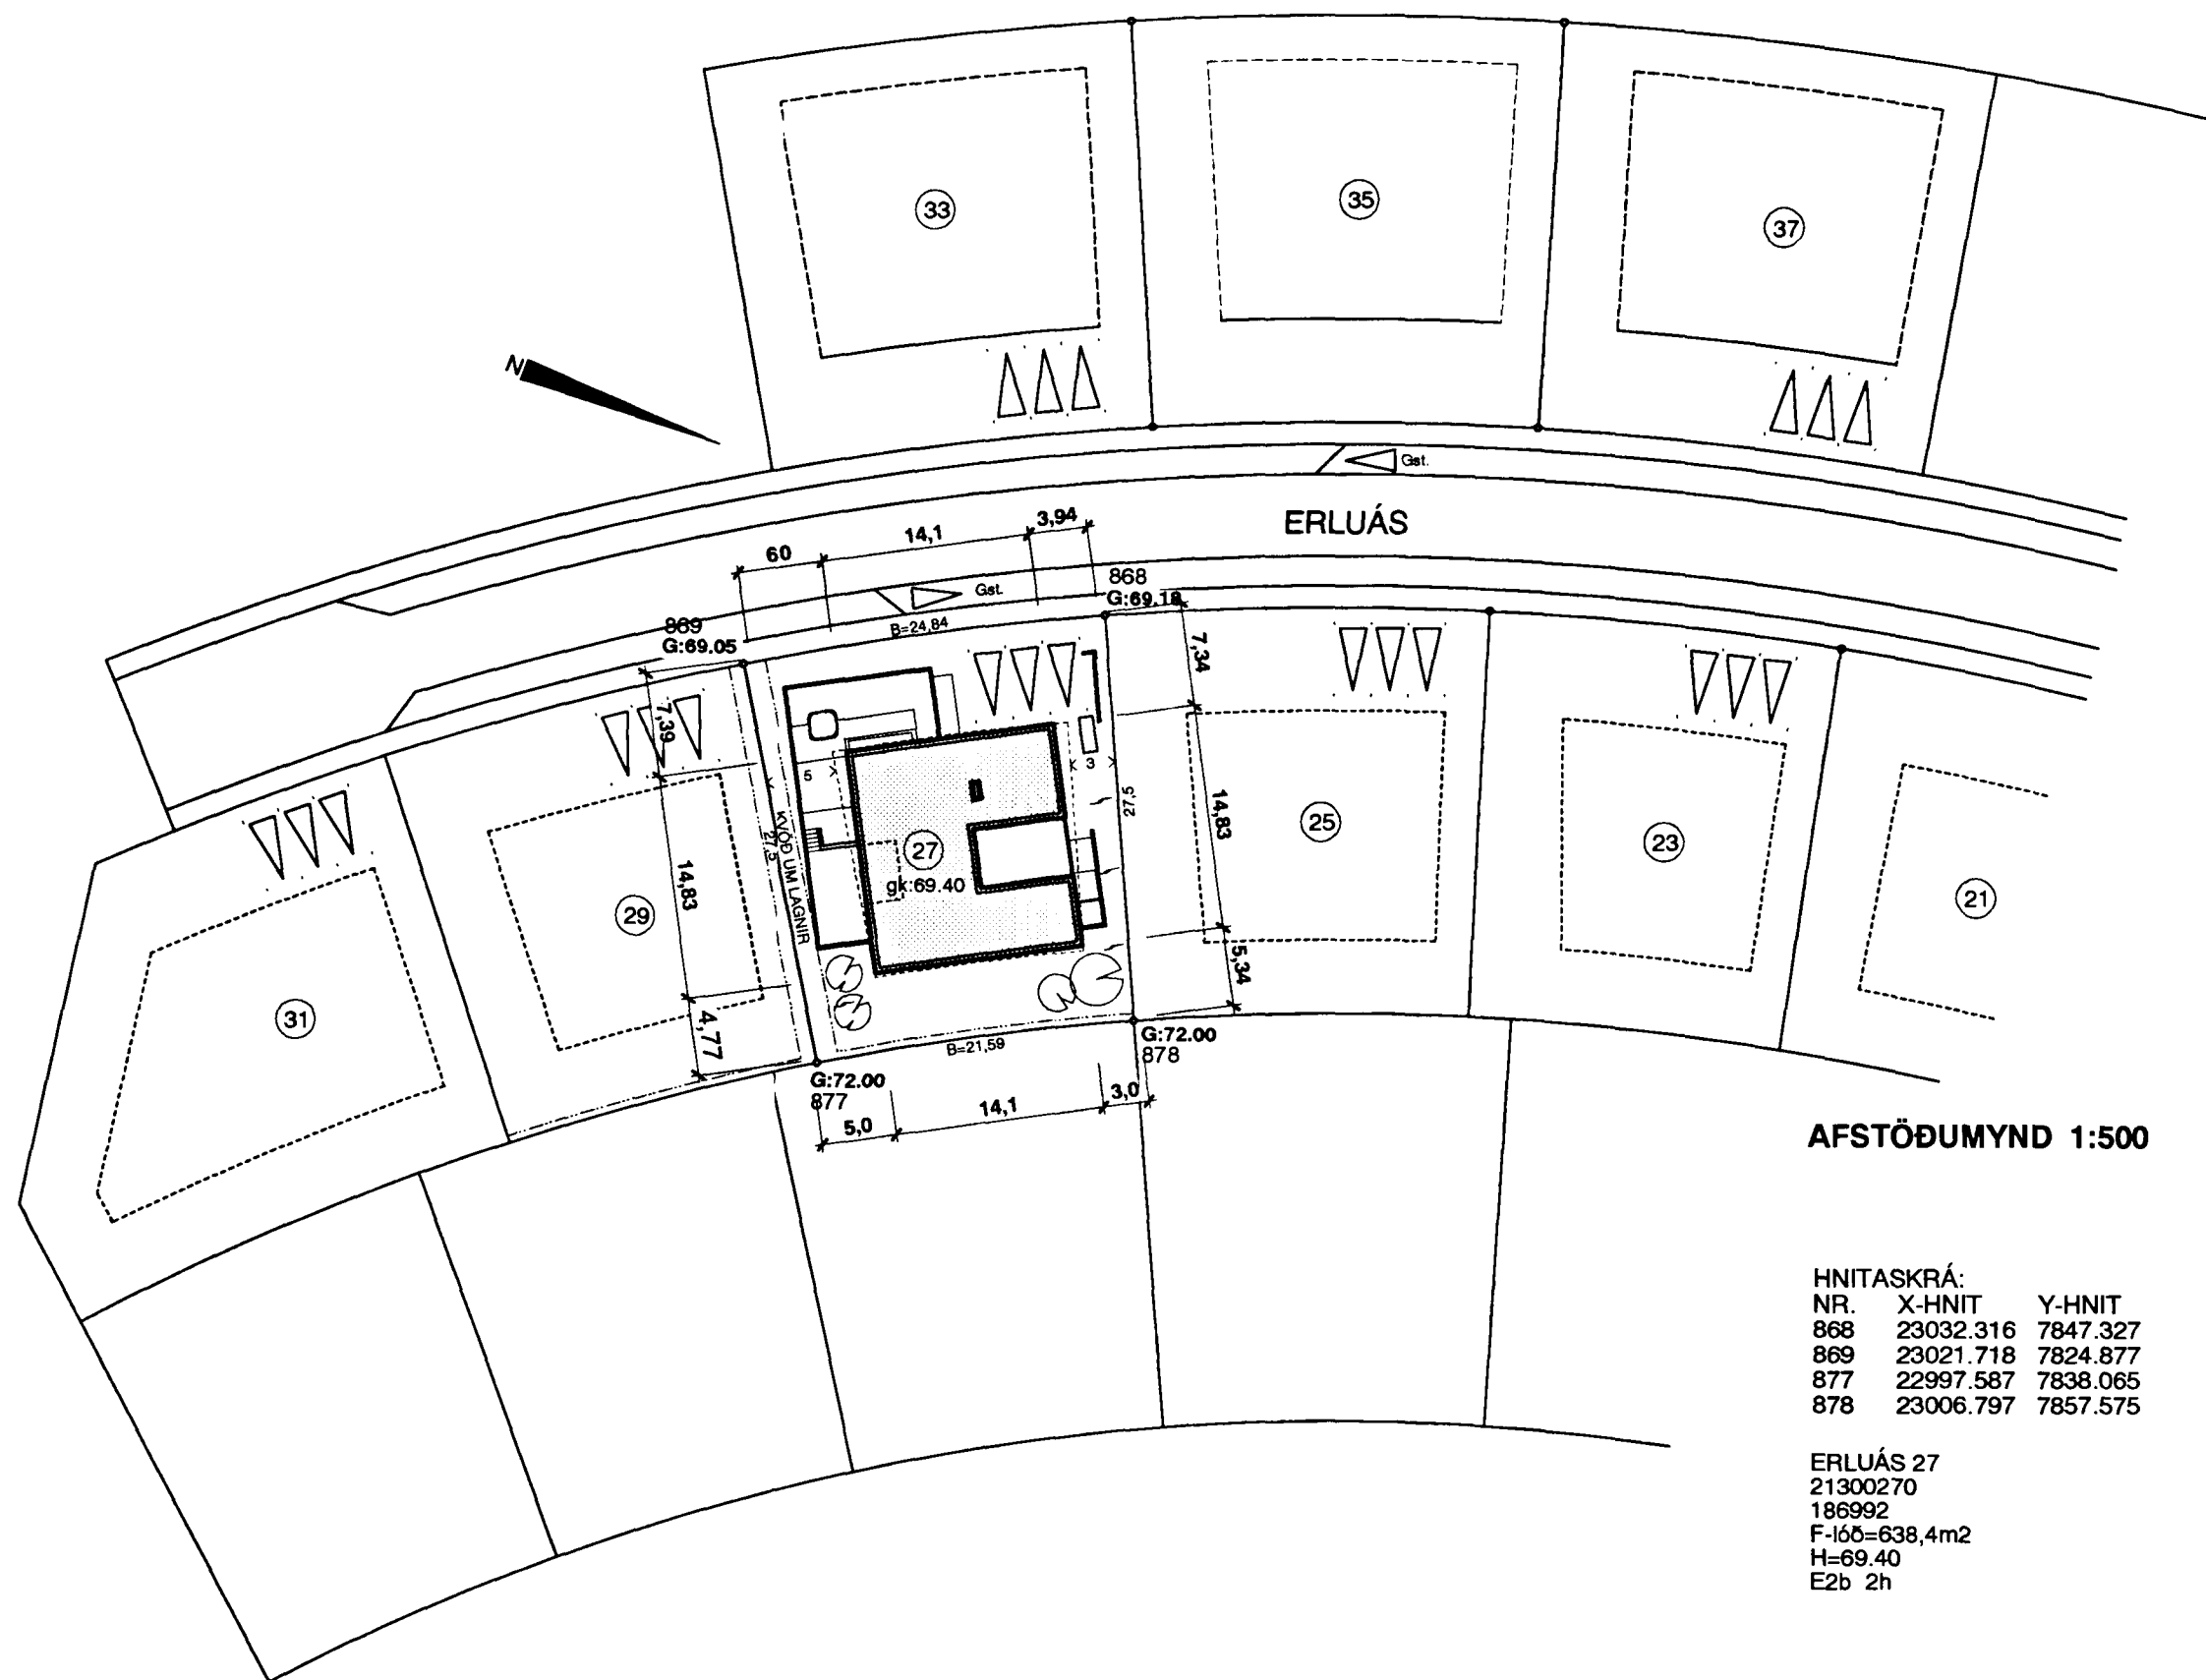 33
35
37
N
Gst.
ERLUÁS
3,94
14,1
60
868
G:69.18
Gst.
B=24,84
869
G:69.05
7,39
7,34
5
3
27,5
14,83
KVÖÐ UM LAGNIR
27,5
27
gk:69.40
25
23
21
14,83
29
31
5,34
4,77
B=21,59
G:72.00
878
G:72.00
877
3,0
14,1
5,0
AFSTÖÐUMYND 1:500
HNITASKRÁ:
NR. X-HNIT Y-HNIT
868 23032.316 7847.327
869 23021.718 7824.877
877 22997.587 7838.065
878 23006.797 7857.575
ERLUÁS 27
21300270
186992
F-lóð=638,4m2
H=69.40
E2b 2h